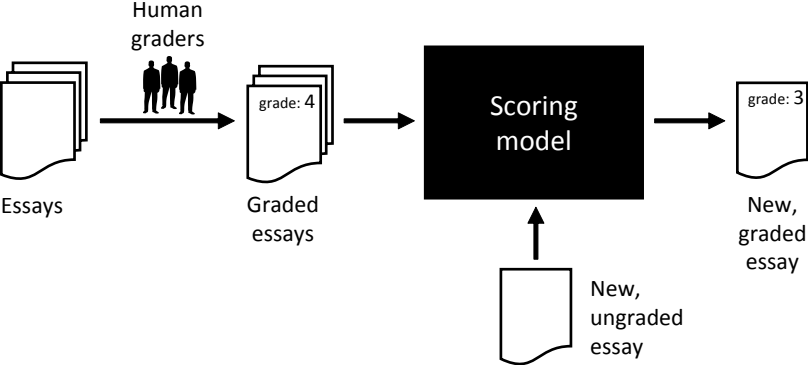 Human
graders
grade: 4
Scoring
model
grade: 3
Essays
Graded
essays
New,
graded
essay
New,
ungraded
essay